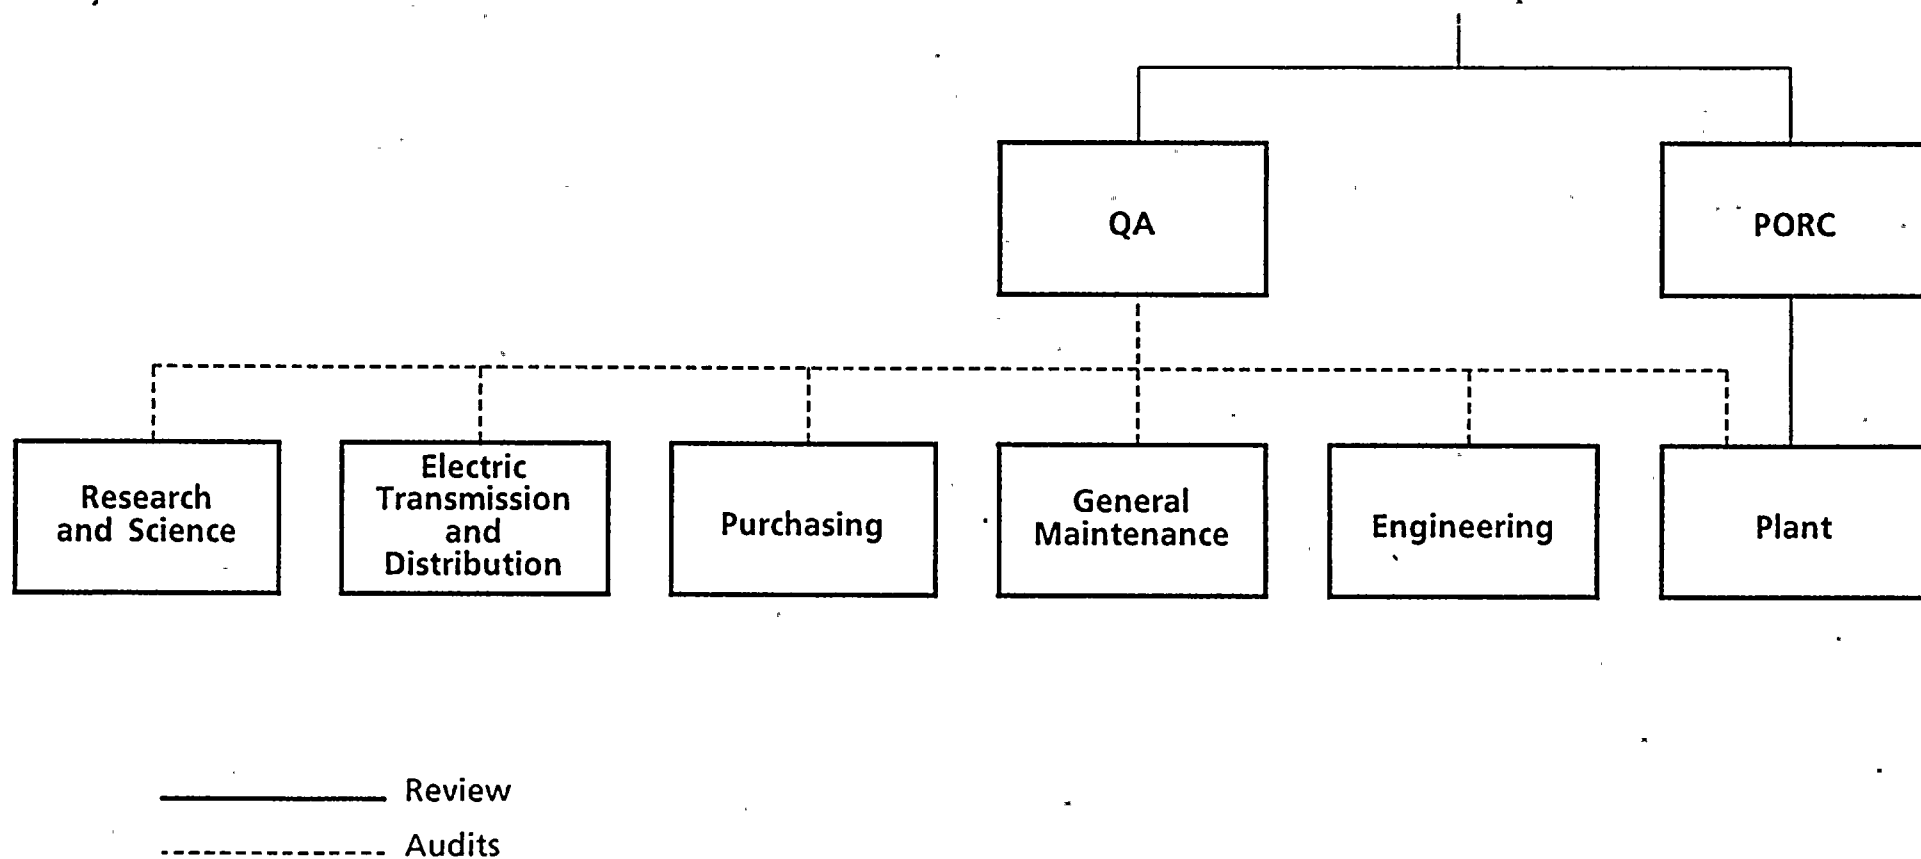 QA
PORC
Research
and Science
Electric
Transmission
and
Distribution
Purchasing
General
Maintenance
Engineering
Plant
Review
Audits